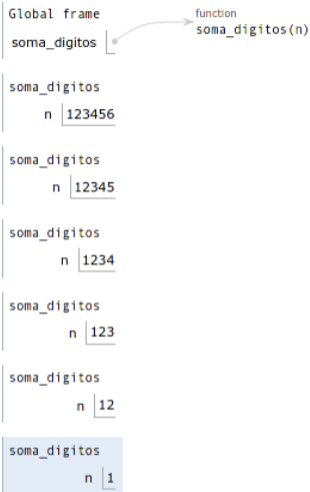 Global frame
function
soma_digitos
soma_digitos(n)
soma_digitos
n 123456
soma_digitos
n 12345
soma_digitos
n 1234
soma_digitos
n 123
soma_digitos
n 12
soma_digitos
n 1